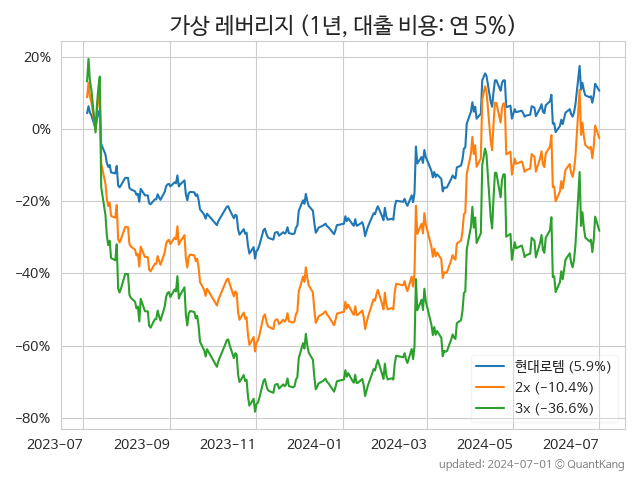 가상 레버리지 (1년, 대출 비용: 연 5%)
20%
0%
−20%
−40%
−60%
−80%
현대로템 (5.9%)
2x (−10.4%)
3x (−36.6%)
2023-07 2023-09 2023-11 2024-01 2024-03 2024-05 2024-07
updated: 2024-07-01 © QuantKang